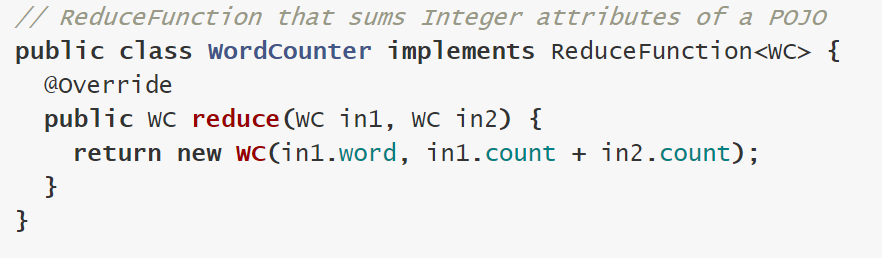 // ReduceFunction that sums Integer attributes of a POJO
public class WordCounter implements ReduceFunction<WC> {
  @Override
  public WC reduce(WC in1, WC in2) {
    return new WC(in1.word, in1.count + in2.count);
  }
}